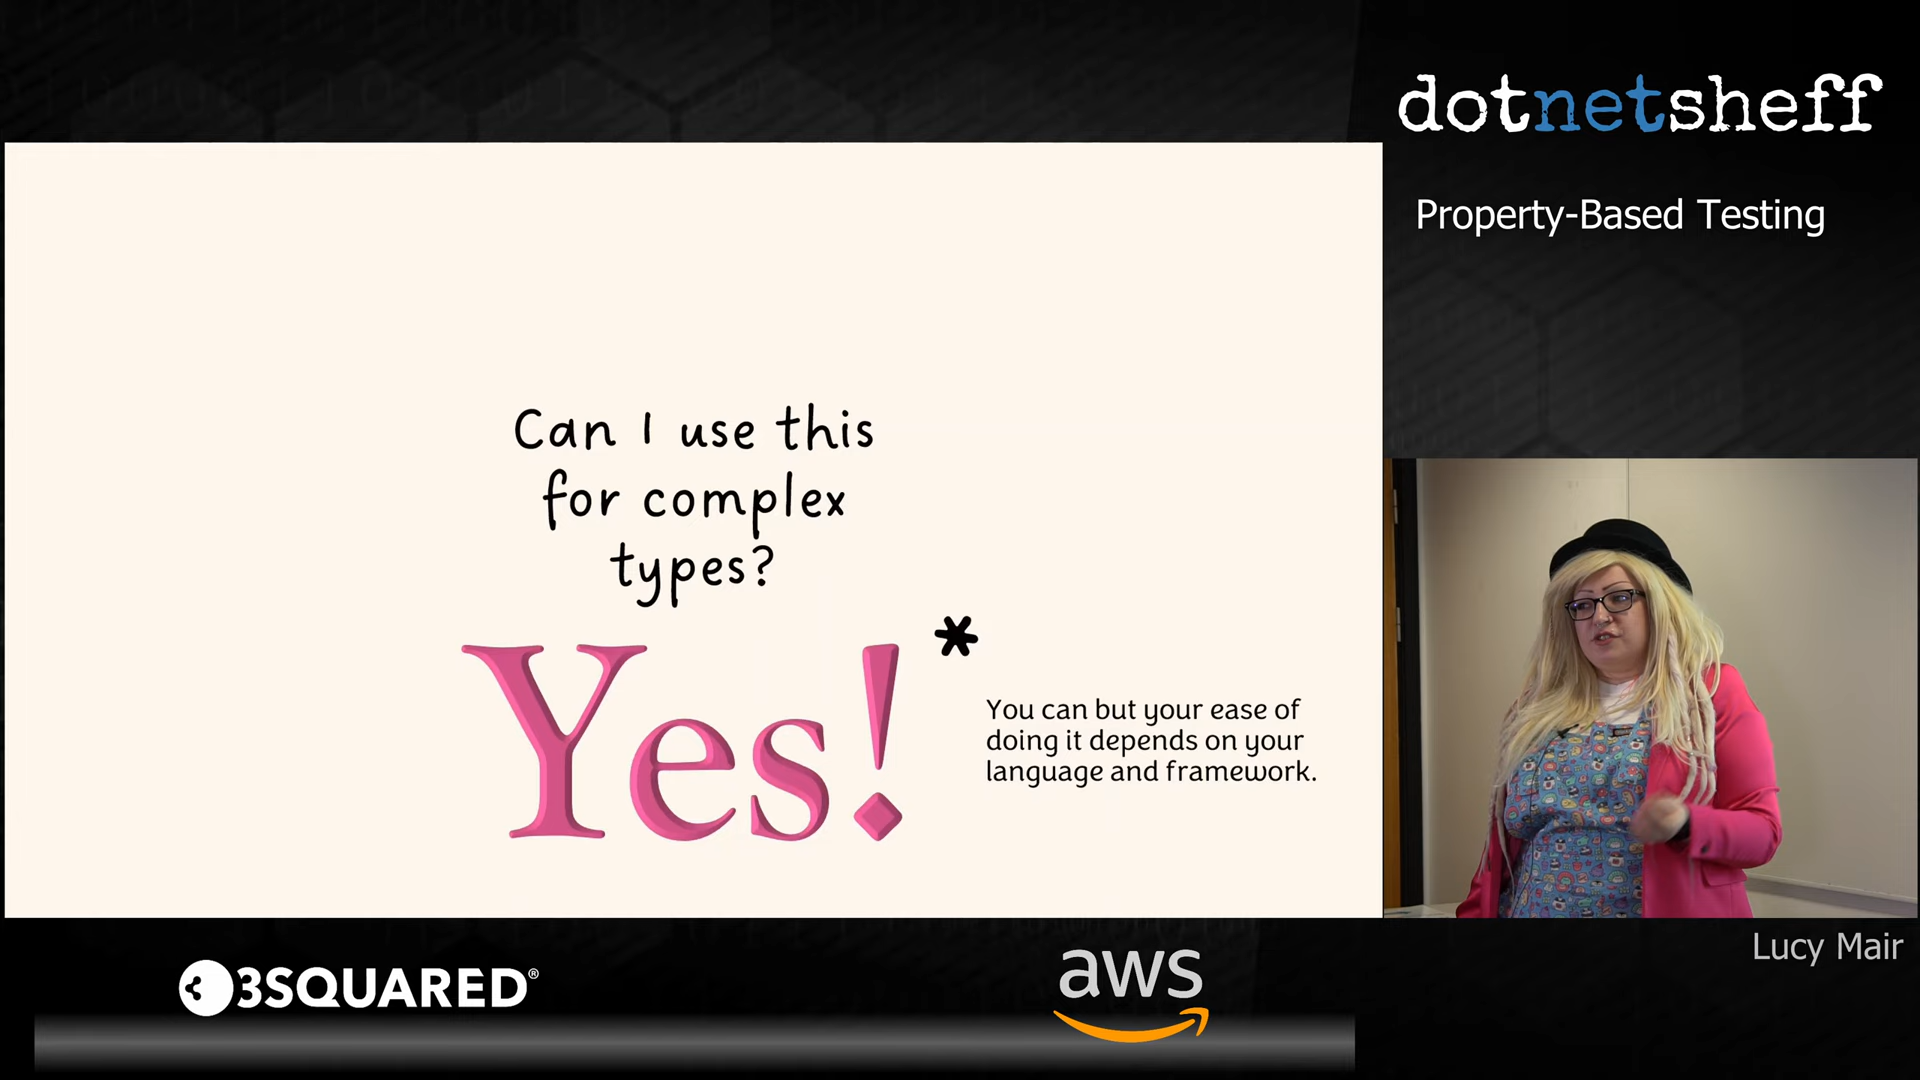 dotnetsheff
Property-Based Testing
Can I use this
for complex
types?
Yes!
*
You can but your ease of
doing it depends on your
language and framework.
Lucy Mair
3SQUARED®
aws